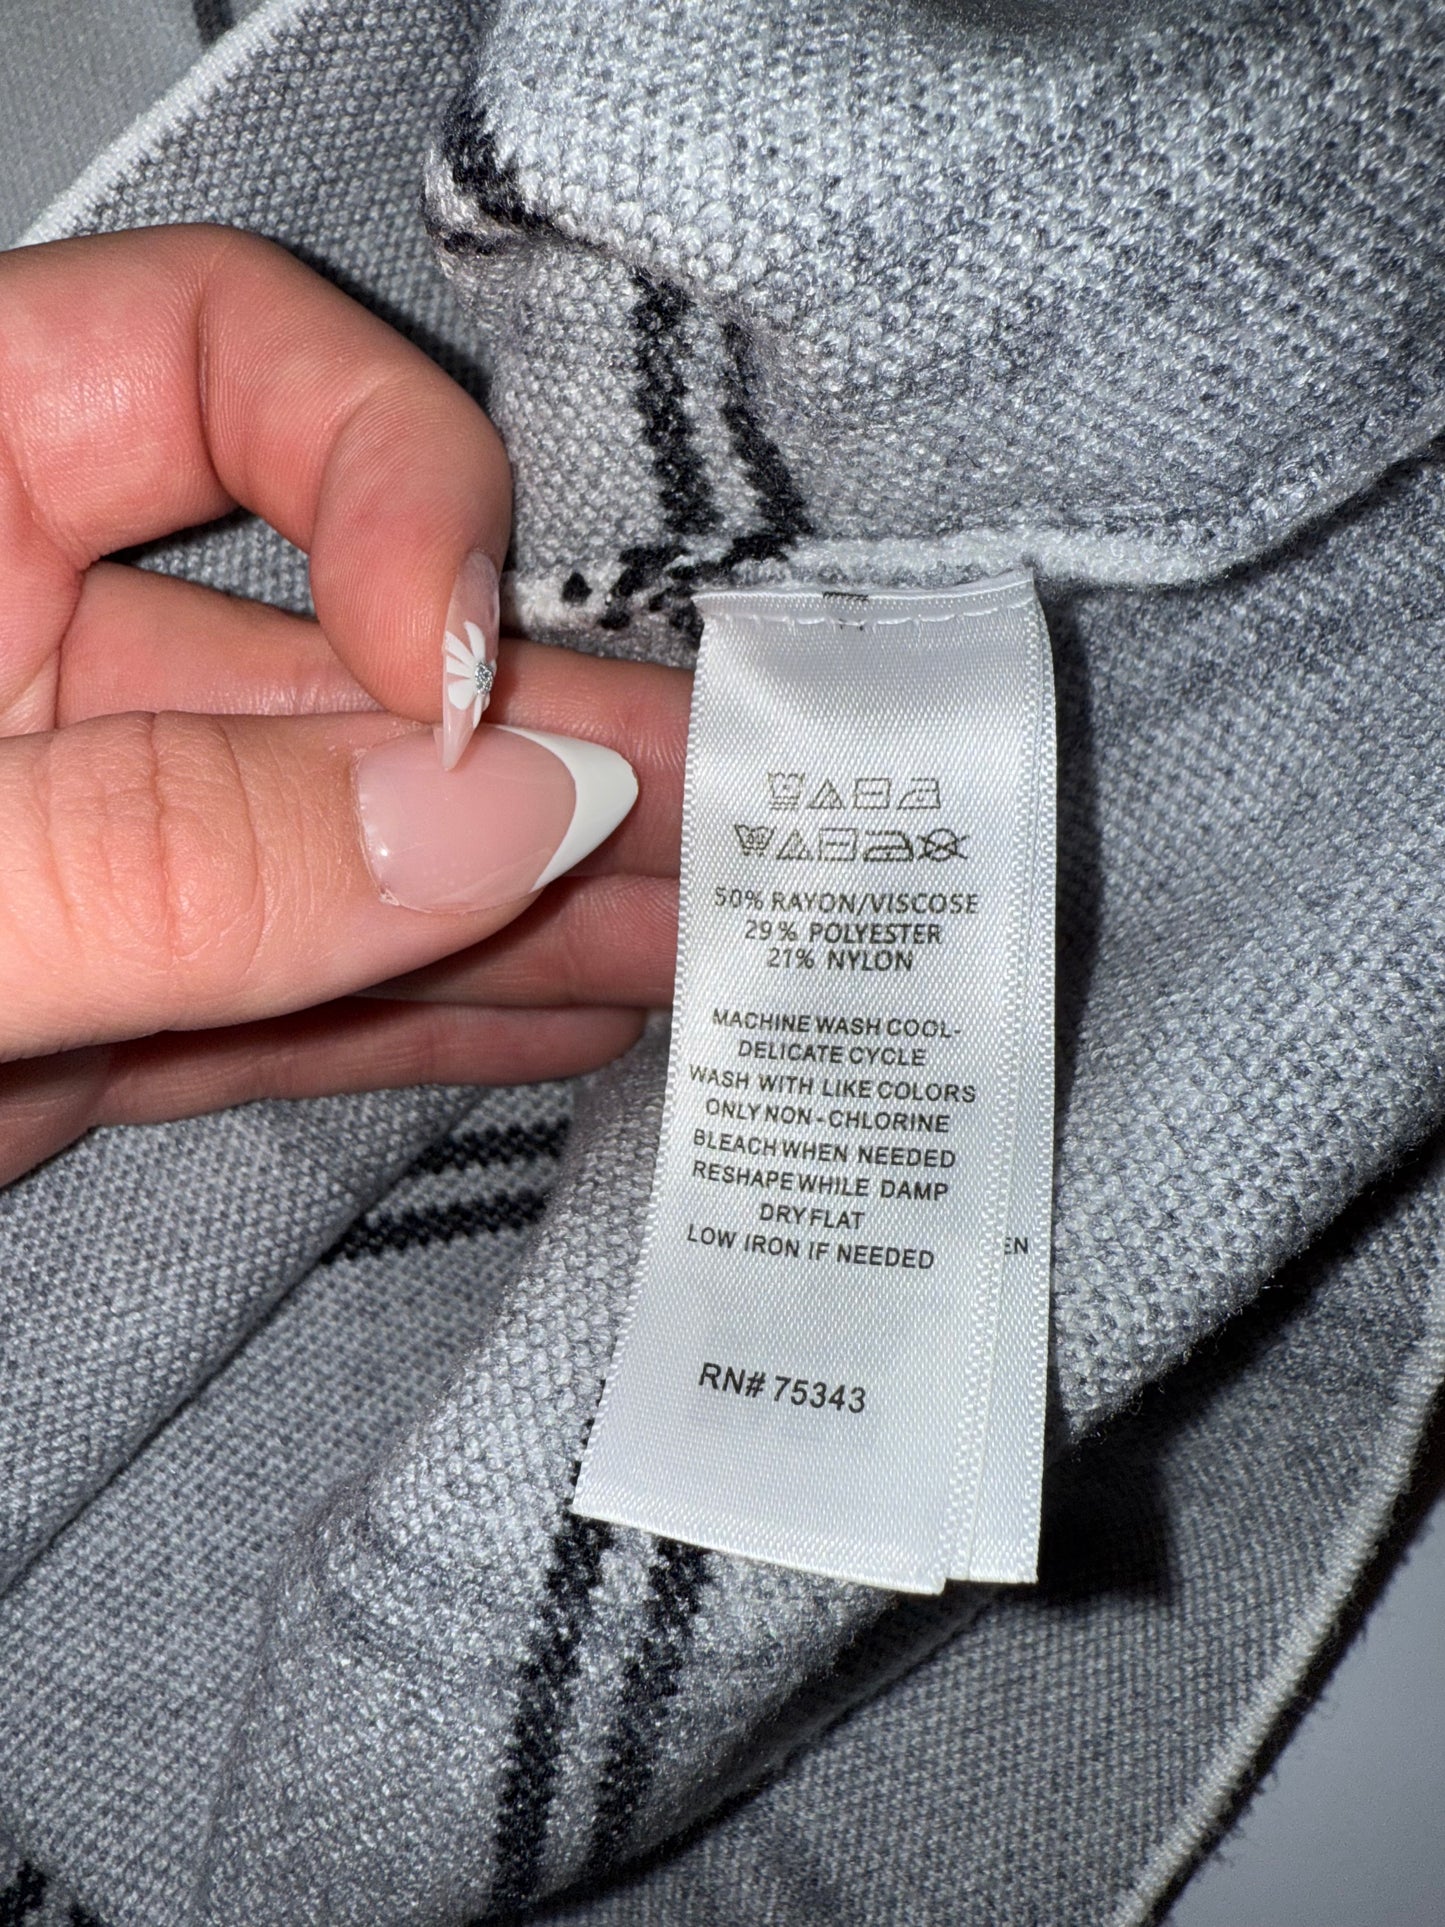 50% RAYON/VISCOSE
29% POLYESTER
21% NYLON
MACHINE WASH COOL-
DELICATE CYCLE
WASH WITH LIKE COLORS
ONLY NON-CHLORINE
BLEACH WHEN NEEDED
RESHAPE WHILE DAMP
DRY FLAT
LOW IRON IF NEEDED
EN
RN# 75343